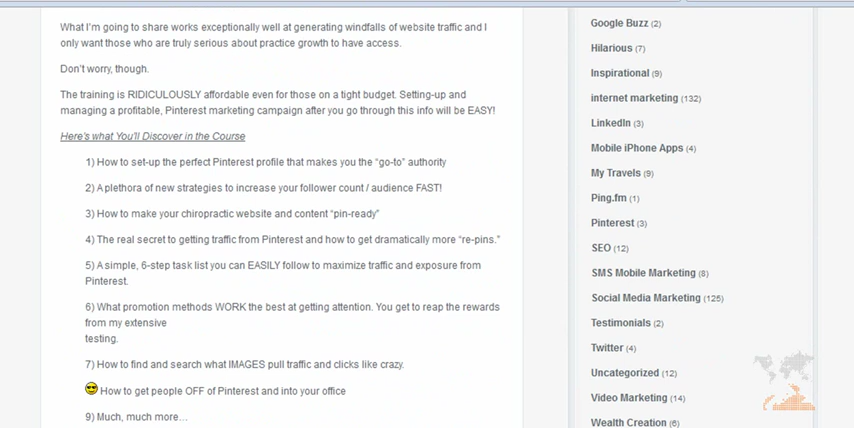 What I'm going to share works exceptionally well at generating windfalls of website traffic and I
only want those who are truly serious about practice growth to have access.
Don't worry, though.
The training is RIDICULOUSLY affordable even for those on a tight budget. Setting-up and
managing a profitable, Pinterest marketing campaign after you go through this info will be EASY!
Here's what You'll Discover in the Course
1) How to set-up the perfect Pinterest profile that makes you the “go-to” authority
2) A plethora of new strategies to increase your follower count / audience FAST!
3) How to make your chiropractic website and content “pin-ready”
4) The real secret to getting traffic from Pinterest and how to get dramatically more “re-pins.”
5) A simple, 6-step task list you can EASILY follow to maximize traffic and exposure from
Pinterest.
6) What promotion methods WORK the best at getting attention. You get to reap the rewards
from my extensive
testing.
7) How to find and search what IMAGES pull traffic and clicks like crazy.
How to get people OFF of Pinterest and into your office
9) Much, much more…
Google Buzz (2)
Hilarious (7)
Inspirational (9)
internet marketing (132)
LinkedIn (3)
Mobile iPhone Apps (4)
My Travels (9)
Ping.fm (1)
Pinterest (3)
SEO (12)
SMS Mobile Marketing (8)
Social Media Marketing (125)
Testimonials (2)
Twitter (4)
Uncategorized (12)
Video Marketing (14)
Wealth Creation (6)